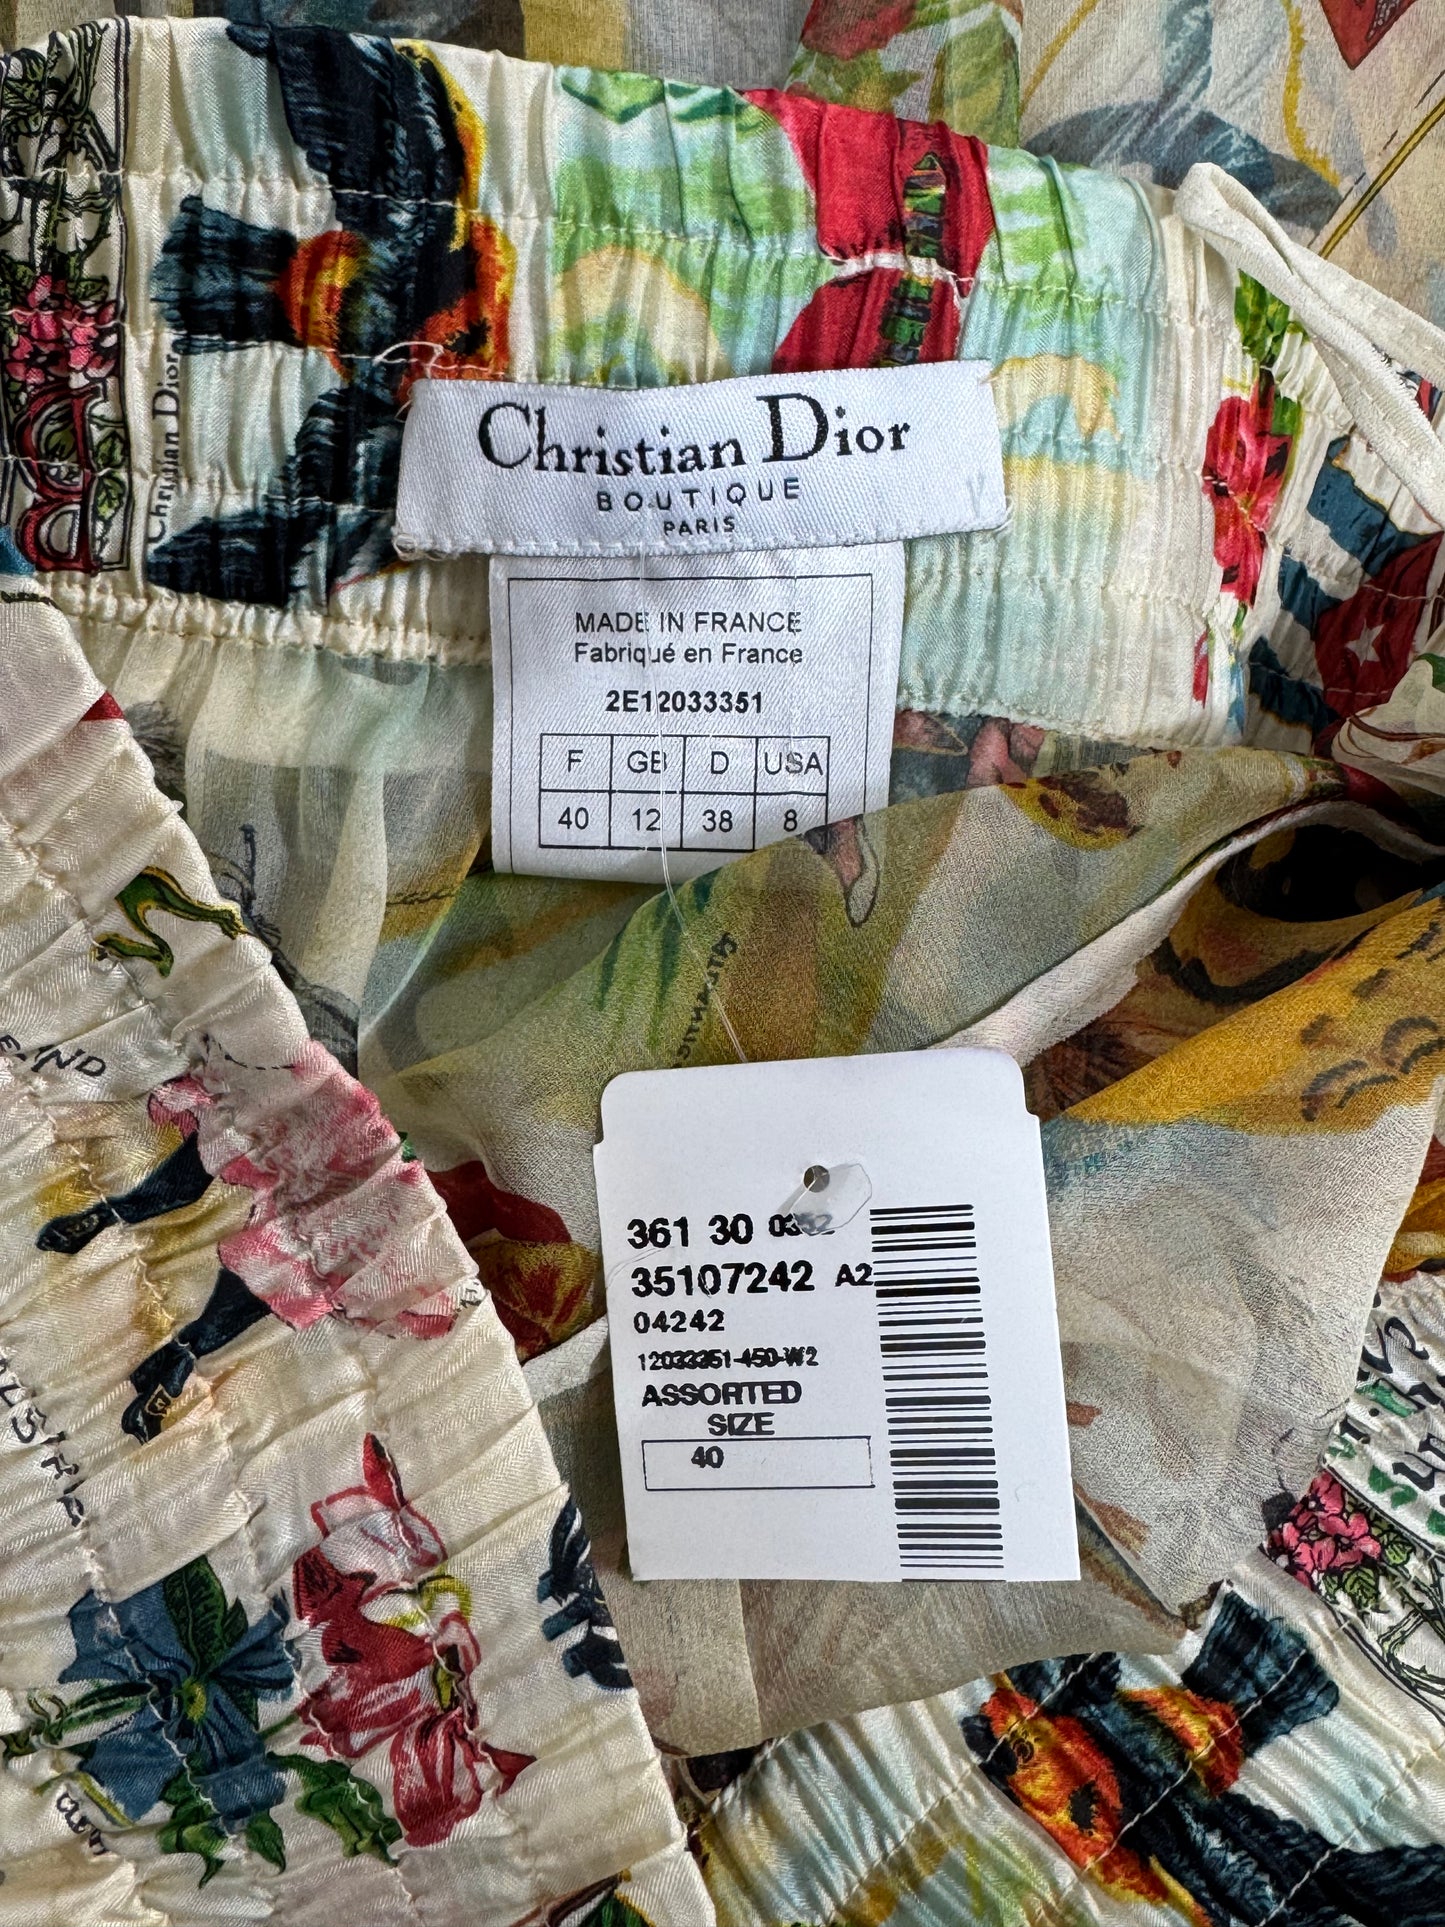 Christian Dior
Christian Dior
BOUTIQUE
PARIS
MADE IN FRANCE
Fabriqué en France
2E12033351
F GB D USA
40 12 38 8
361 30 0352
35107242 A2
04242
12033351-450-W2
ASSORTED
SIZE
40